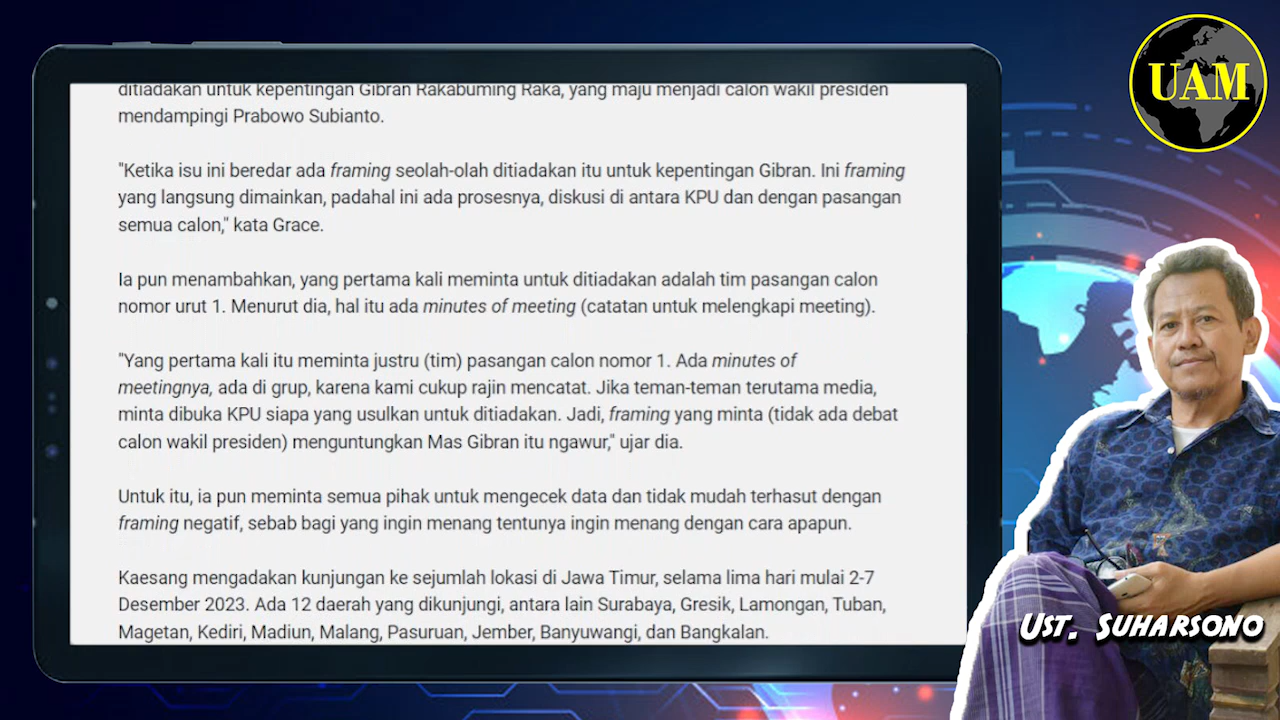 ditiadakan untuk kepentingan Gibran Rakabuming Raka, yang maju menjadi calon wakil presiden
mendampingi Prabowo Subianto.
"Ketika isu ini beredar ada framing seolah-olah ditiadakan itu untuk kepentingan Gibran. Ini framing
yang langsung dimainkan, padahal ini ada prosesnya, diskusi di antara KPU dan dengan pasangan
semua calon," kata Grace.
Ia pun menambahkan, yang pertama kali meminta untuk ditiadakan adalah tim pasangan calon
nomor urut 1. Menurut dia, hal itu ada minutes of meeting (catatan untuk melengkapi meeting).
"Yang pertama kali itu meminta justru (tim) pasangan calon nomor 1. Ada minutes of
meetingnya, ada di grup, karena kami cukup rajin mencatat. Jika teman-teman terutama media,
minta dibuka KPU siapa yang usulkan untuk ditiadakan. Jadi, framing yang minta (tidak ada debat
calon wakil presiden) menguntungkan Mas Gibran itu ngawur," ujar dia.
Untuk itu, ia pun meminta semua pihak untuk mengecek data dan tidak mudah terhasut dengan
framing negatif, sebab bagi yang ingin menang tentunya ingin menang dengan cara apapun.
Kaesang mengadakan kunjungan ke sejumlah lokasi di Jawa Timur, selama lima hari mulai 2-7
Desember 2023. Ada 12 daerah yang dikunjungi, antara lain Surabaya, Gresik, Lamongan, Tuban,
Magetan, Kediri, Madiun, Malang, Pasuruan, Jember, Banyuwangi, dan Bangkalan.
UAM
Ust. Suharsono